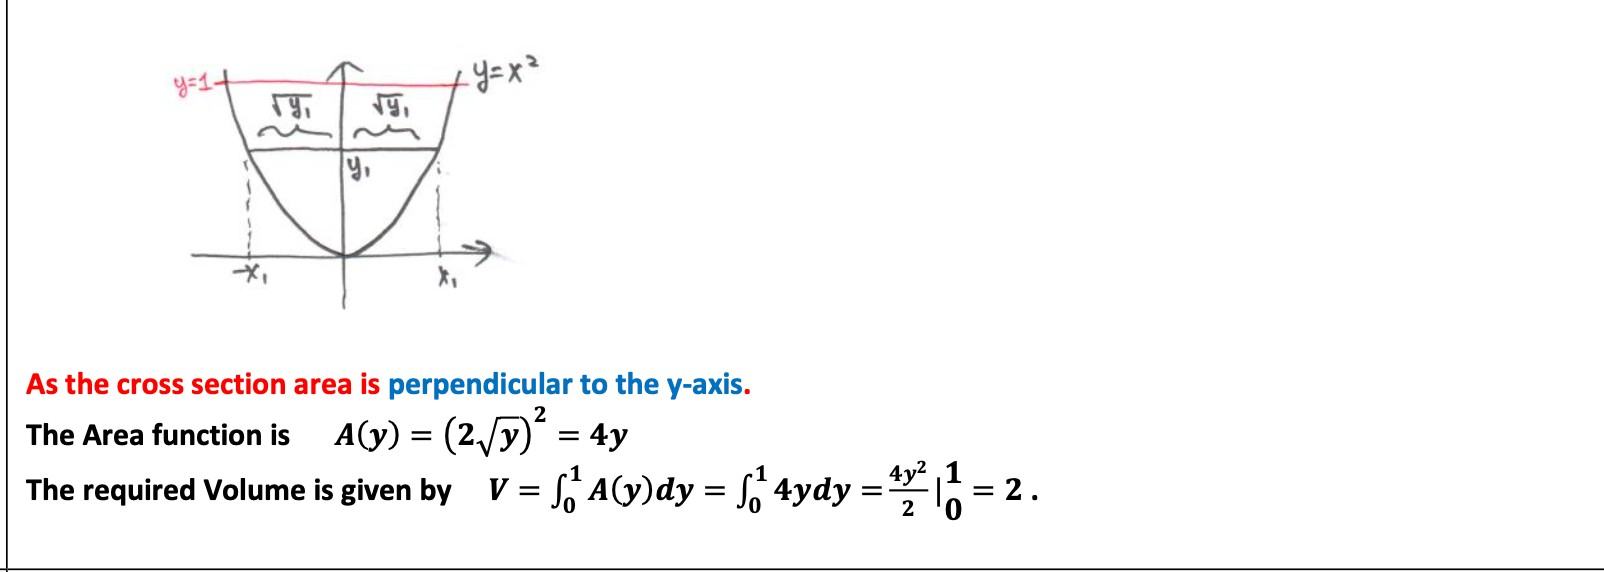 y=1
y=x²
√y₁ √y₁
y₁
-x₁ x₁
As the cross section area is perpendicular to the y-axis.
The Area function is A(y) = (2√y)² = 4y
The required Volume is given by V = ∫₀¹ A(y)dy = ∫₀¹ 4ydy = 4y²/2 |₀¹ = 2 .